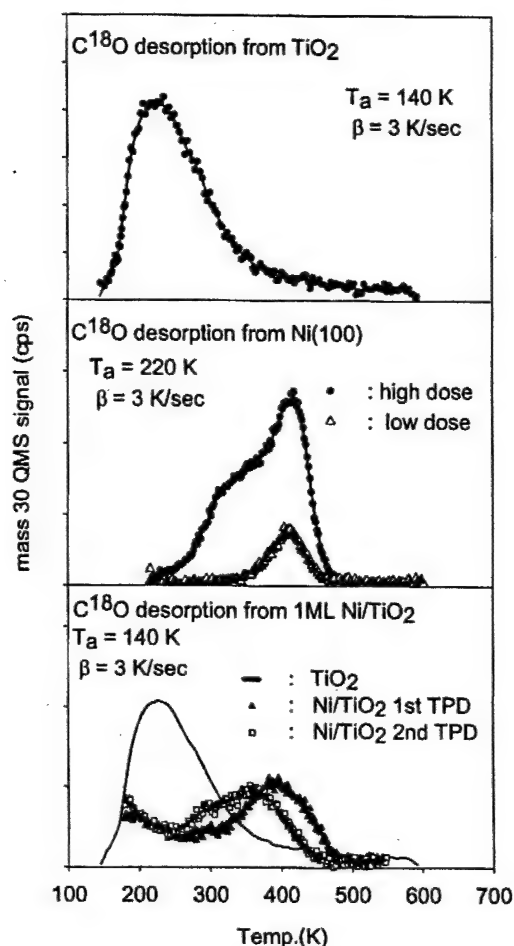 C18O desorption from TiO2
Ta = 140 K
β = 3 K/sec
C18O desorption from Ni(100)
Ta = 220 K
β = 3 K/sec
: high dose
: low dose
C18O desorption from 1ML Ni/TiO2
Ta = 140 K
β = 3 K/sec
: TiO2
: Ni/TiO2 1st TPD
: Ni/TiO2 2nd TPD
mass 30 QMS signal (cps)
100 200 300 400 500 600 700
Temp.(K)